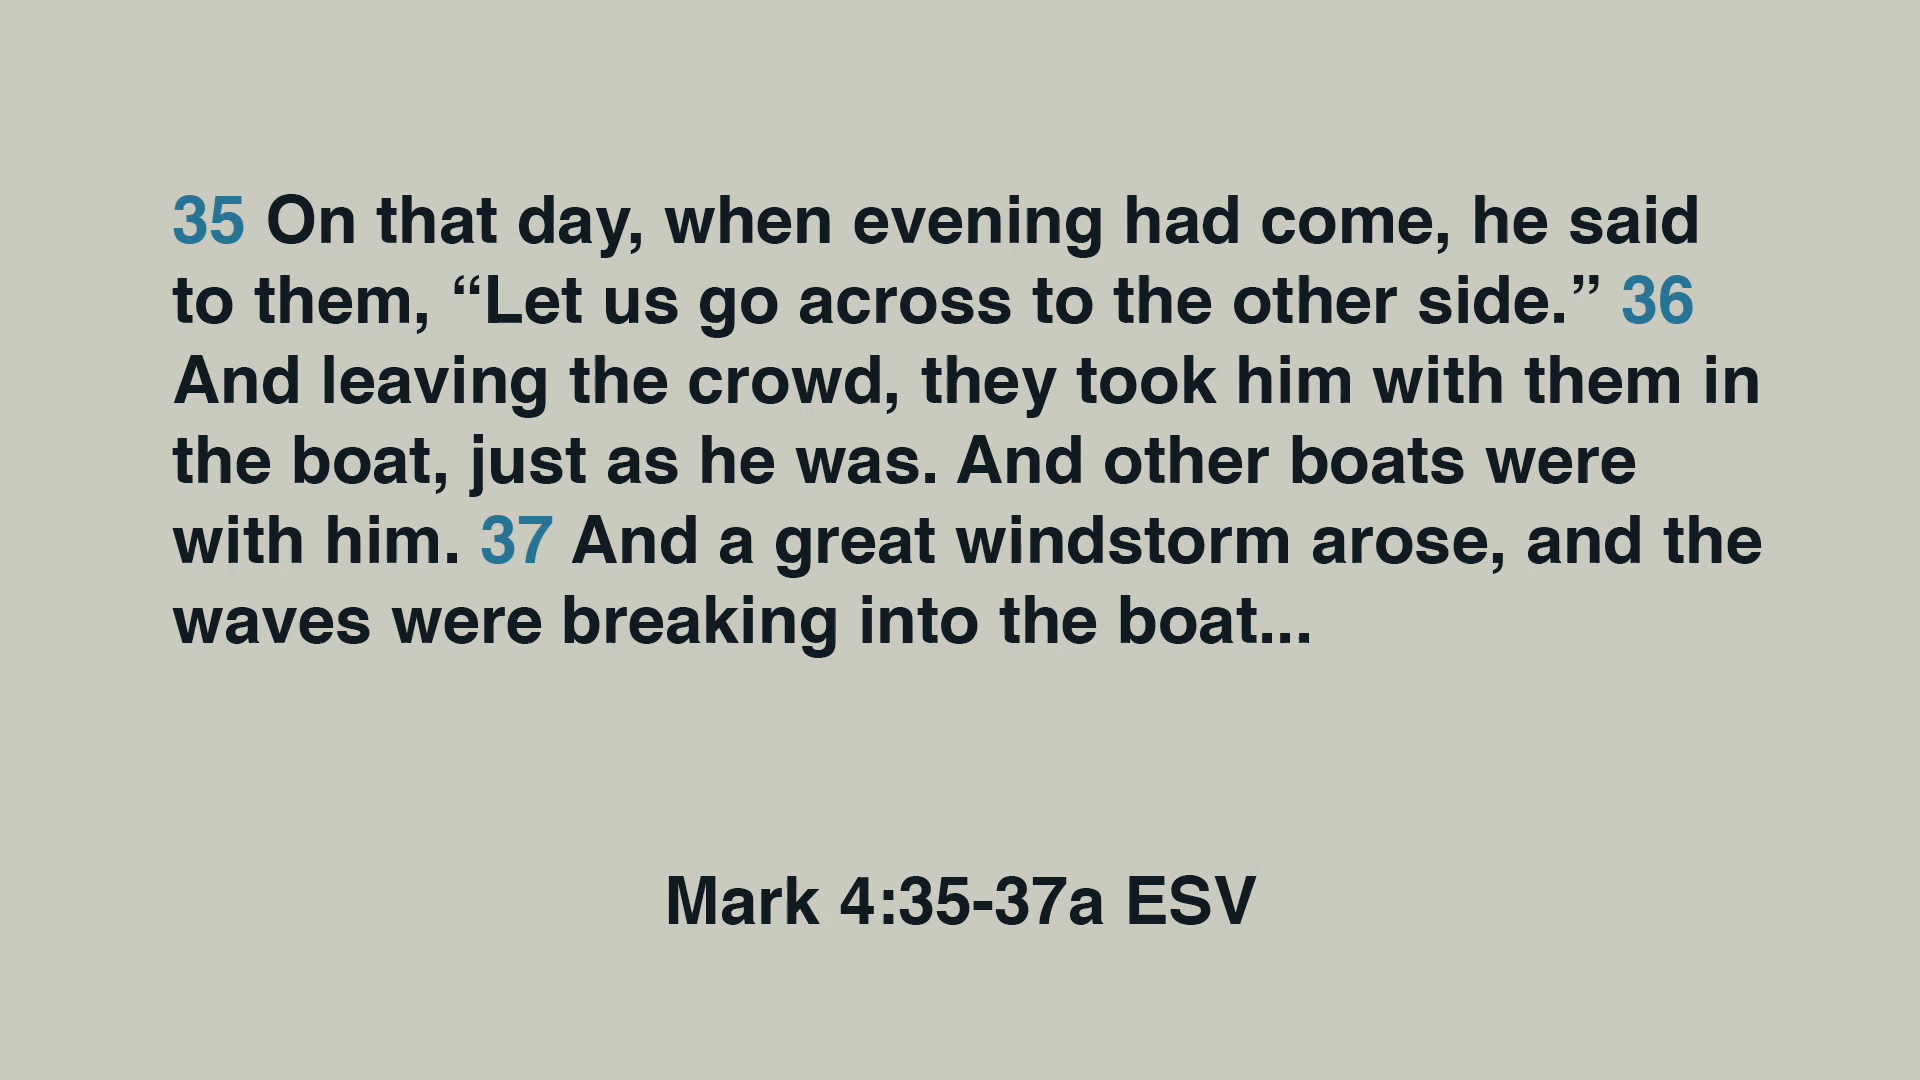 35 On that day, when evening had come, he said
to them, “Let us go across to the other side.” 36
And leaving the crowd, they took him with them in
the boat, just as he was. And other boats were
with him. 37 And a great windstorm arose, and the
waves were breaking into the boat...
Mark 4:35-37a ESV